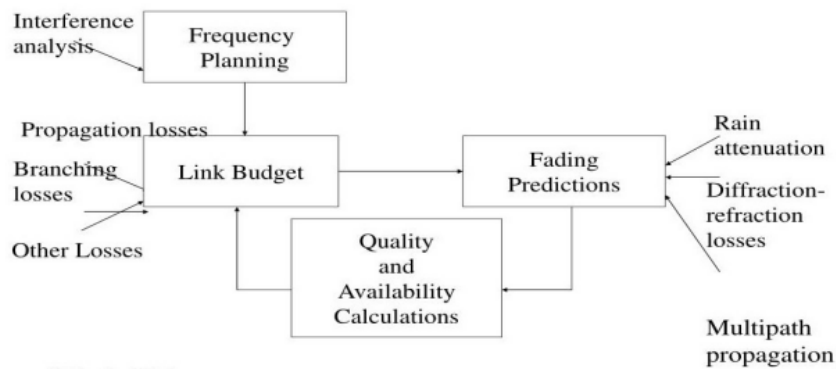 Interference
analysis
Frequency
Planning
Propagation losses
Branching
losses
Other Losses
Link Budget
Fading
Predictions
Rain
attenuation
Diffraction-
refraction
losses
Multipath
propagation
Quality
and
Availability
Calculations